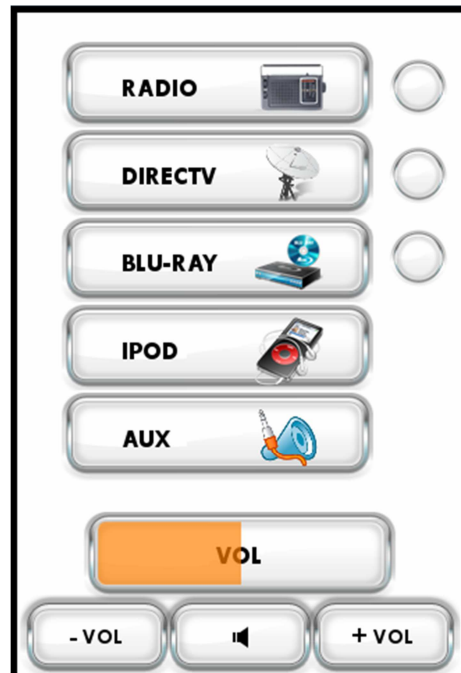 RADIO
DIRECTV
BLU-RAY
IPOD
AUX
VOL
- VOL
+ VOL